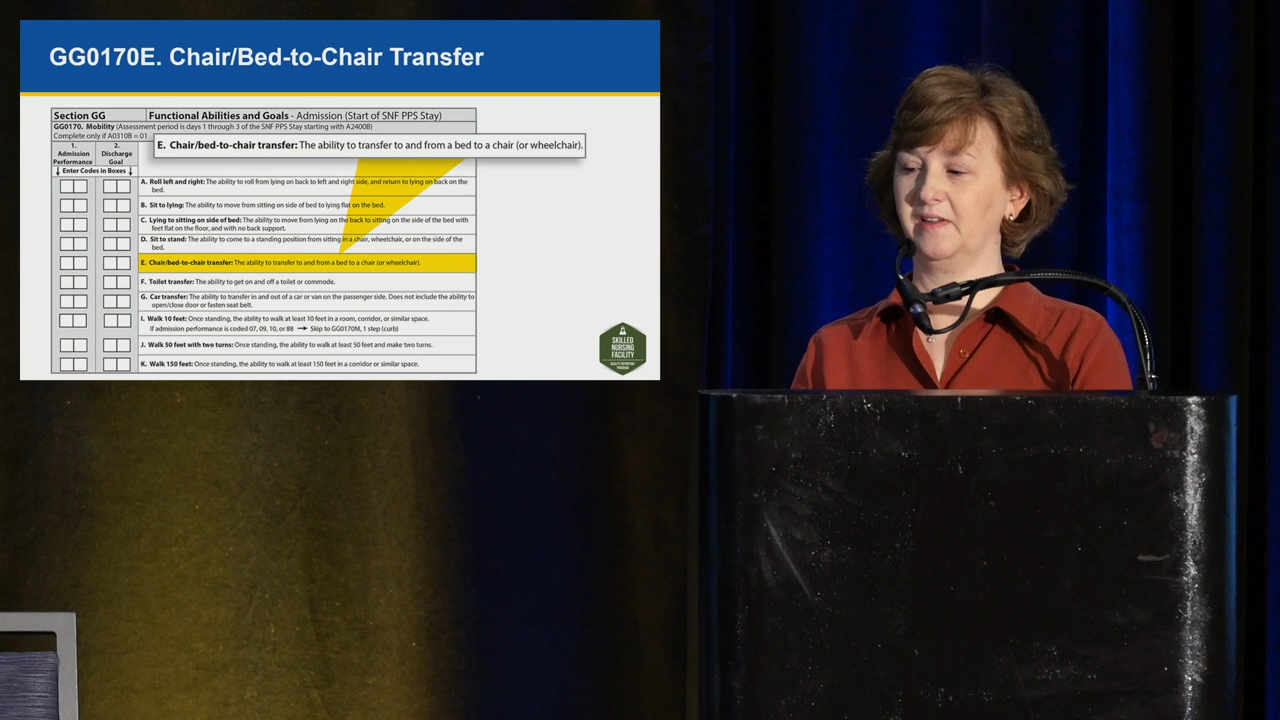 GG0170E. Chair/Bed-to-Chair Transfer
Section GG
Functional Abilities and Goals - Admission (Start of SNF PPS Stay)
GG0170. Mobility (Assessment period is days 1 through 3 of the SNF PPS Stay starting with A2400B)
Complete only if A0310B = 01
E. Chair/bed-to-chair transfer: The ability to transfer to and from a bed to a chair (or wheelchair).
1.
Admission
Performance
2.
Discharge
Goal
↓ Enter Codes in Boxes ↓
A. Roll left and right: The ability to roll from lying on back to left and right side, and return to lying on back on the
bed.
B. Sit to lying: The ability to move from sitting on side of bed to lying flat on the bed.
C. Lying to sitting on side of bed: The ability to move from lying on the back to sitting on the side of the bed with
feet flat on the floor, and with no back support.
D. Sit to stand: The ability to come to a standing position from sitting in a chair, wheelchair, or on the side of the
bed.
E. Chair/bed-to-chair transfer: The ability to transfer to and from a bed to a chair (or wheelchair).
F. Toilet transfer: The ability to get on and off a toilet or commode.
G. Car transfer: The ability to transfer in and out of a car or van on the passenger side. Does not include the ability to
open/close door or fasten seat belt.
I. Walk 10 feet: Once standing, the ability to walk at least 10 feet in a room, corridor, or similar space.
If admission performance is coded 07, 09, 10, or 88 → Skip to GG0170M, 1 step (curb)
J. Walk 50 feet with two turns: Once standing, the ability to walk at least 50 feet and make two turns.
K. Walk 150 feet: Once standing, the ability to walk at least 150 feet in a corridor or similar space.
SKILLED
NURSING
FACILITY
QUALITY REPORTING
PROGRAM